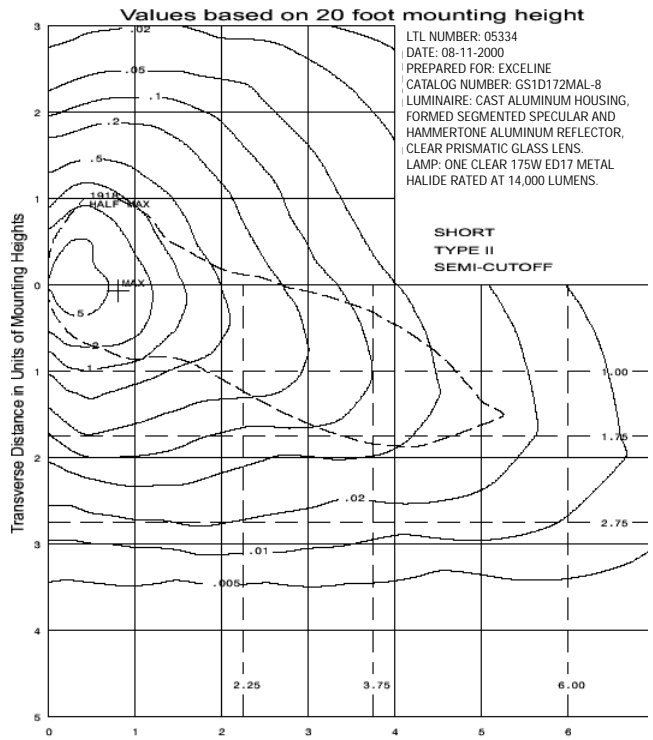 Values based on 20 foot mounting height
LTL NUMBER: 05334
DATE: 08-11-2000
PREPARED FOR: EXCELINE
CATALOG NUMBER: GS1D172MAL-8
LUMINAIRE: CAST ALUMINUM HOUSING,
FORMED SEGMENTED SPECULAR AND
HAMMERTONE ALUMINUM REFLECTOR,
CLEAR PRISMATIC GLASS LENS.
LAMP: ONE CLEAR 175W ED17 METAL
HALIDE RATED AT 14,000 LUMENS.
SHORT
TYPE II
SEMI-CUTOFF
Transverse Distance in Units of Mounting Heights
3
2
1
0
1
2
3
4
5
.02
.05
.1
.2
.5
1918
HALF MAX
MAX
5
2
1
1.00
1.75
.02
2.75
.01
.005
2.25
3.75
6.00
0
1
2
3
4
5
6